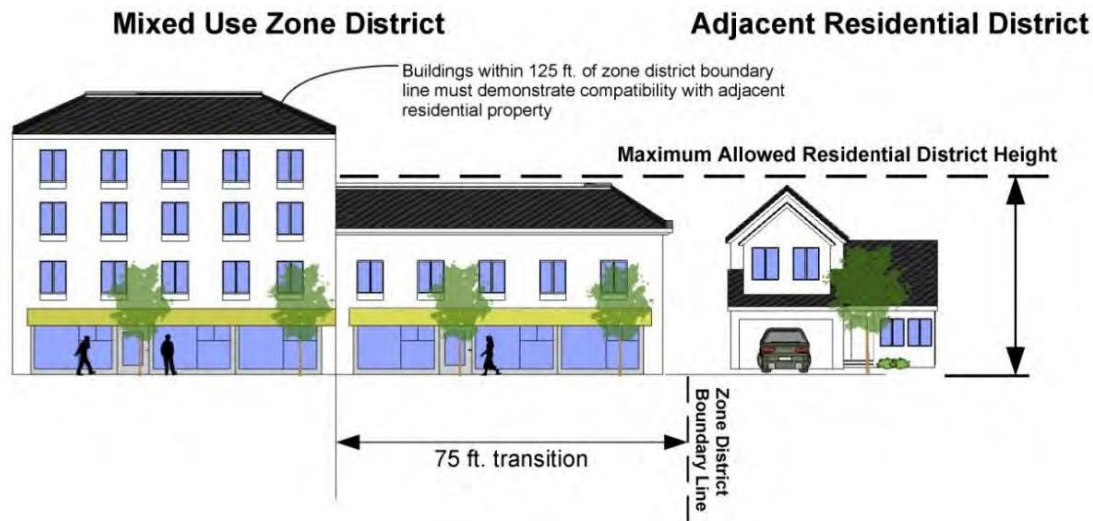 Mixed Use Zone District
Adjacent Residential District
Buildings within 125 ft. of zone district boundary
line must demonstrate compatibility with adjacent
residential property
Maximum Allowed Residential District Height
75 ft. transition
Zone District
Boundary Line